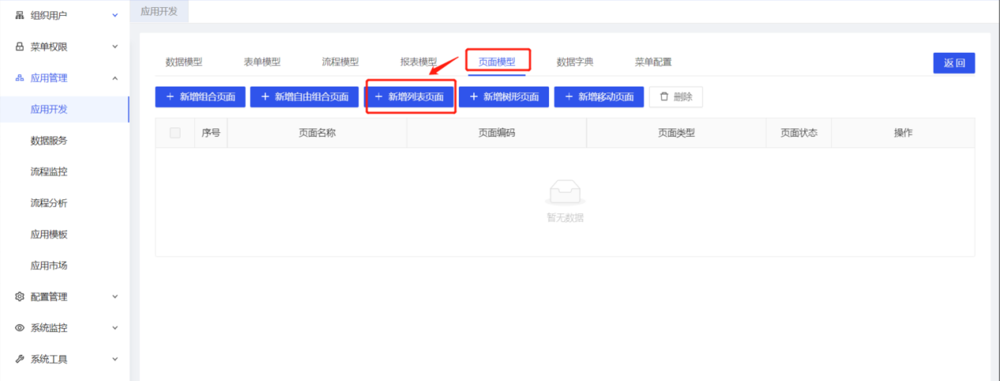 组织用户
菜单权限
应用管理
应用开发
数据服务
流程监控
流程分析
应用模板
应用市场
配置管理
系统监控
系统工具
应用开发
数据模型 表单模型 流程模型 报表模型 页面模型 数据字典 菜单配置 返回
+ 新增组合页面 + 新增自由组合页面 + 新增列表页面 + 新增树形页面 + 新增移动页面 删除
序号 页面名称 页面编码 页面类型 页面状态 操作
暂无数据